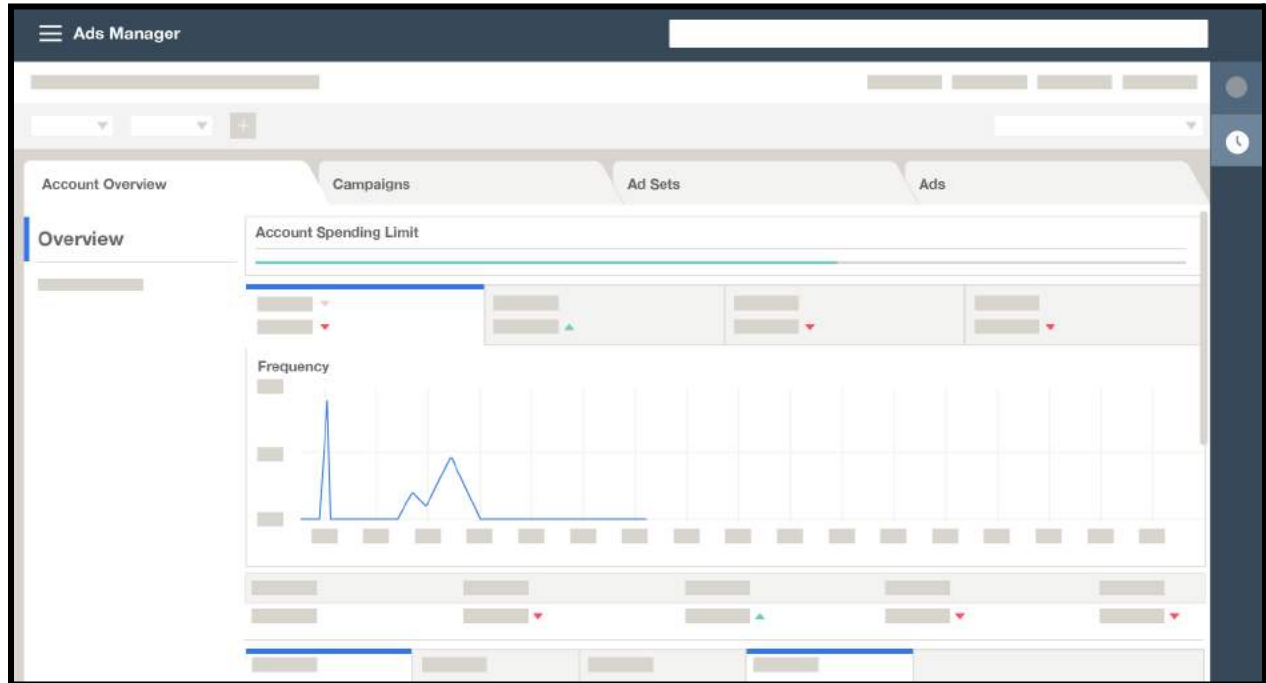 Ads Manager
Account Overview
Campaigns
Ad Sets
Ads
Overview
Account Spending Limit
Frequency